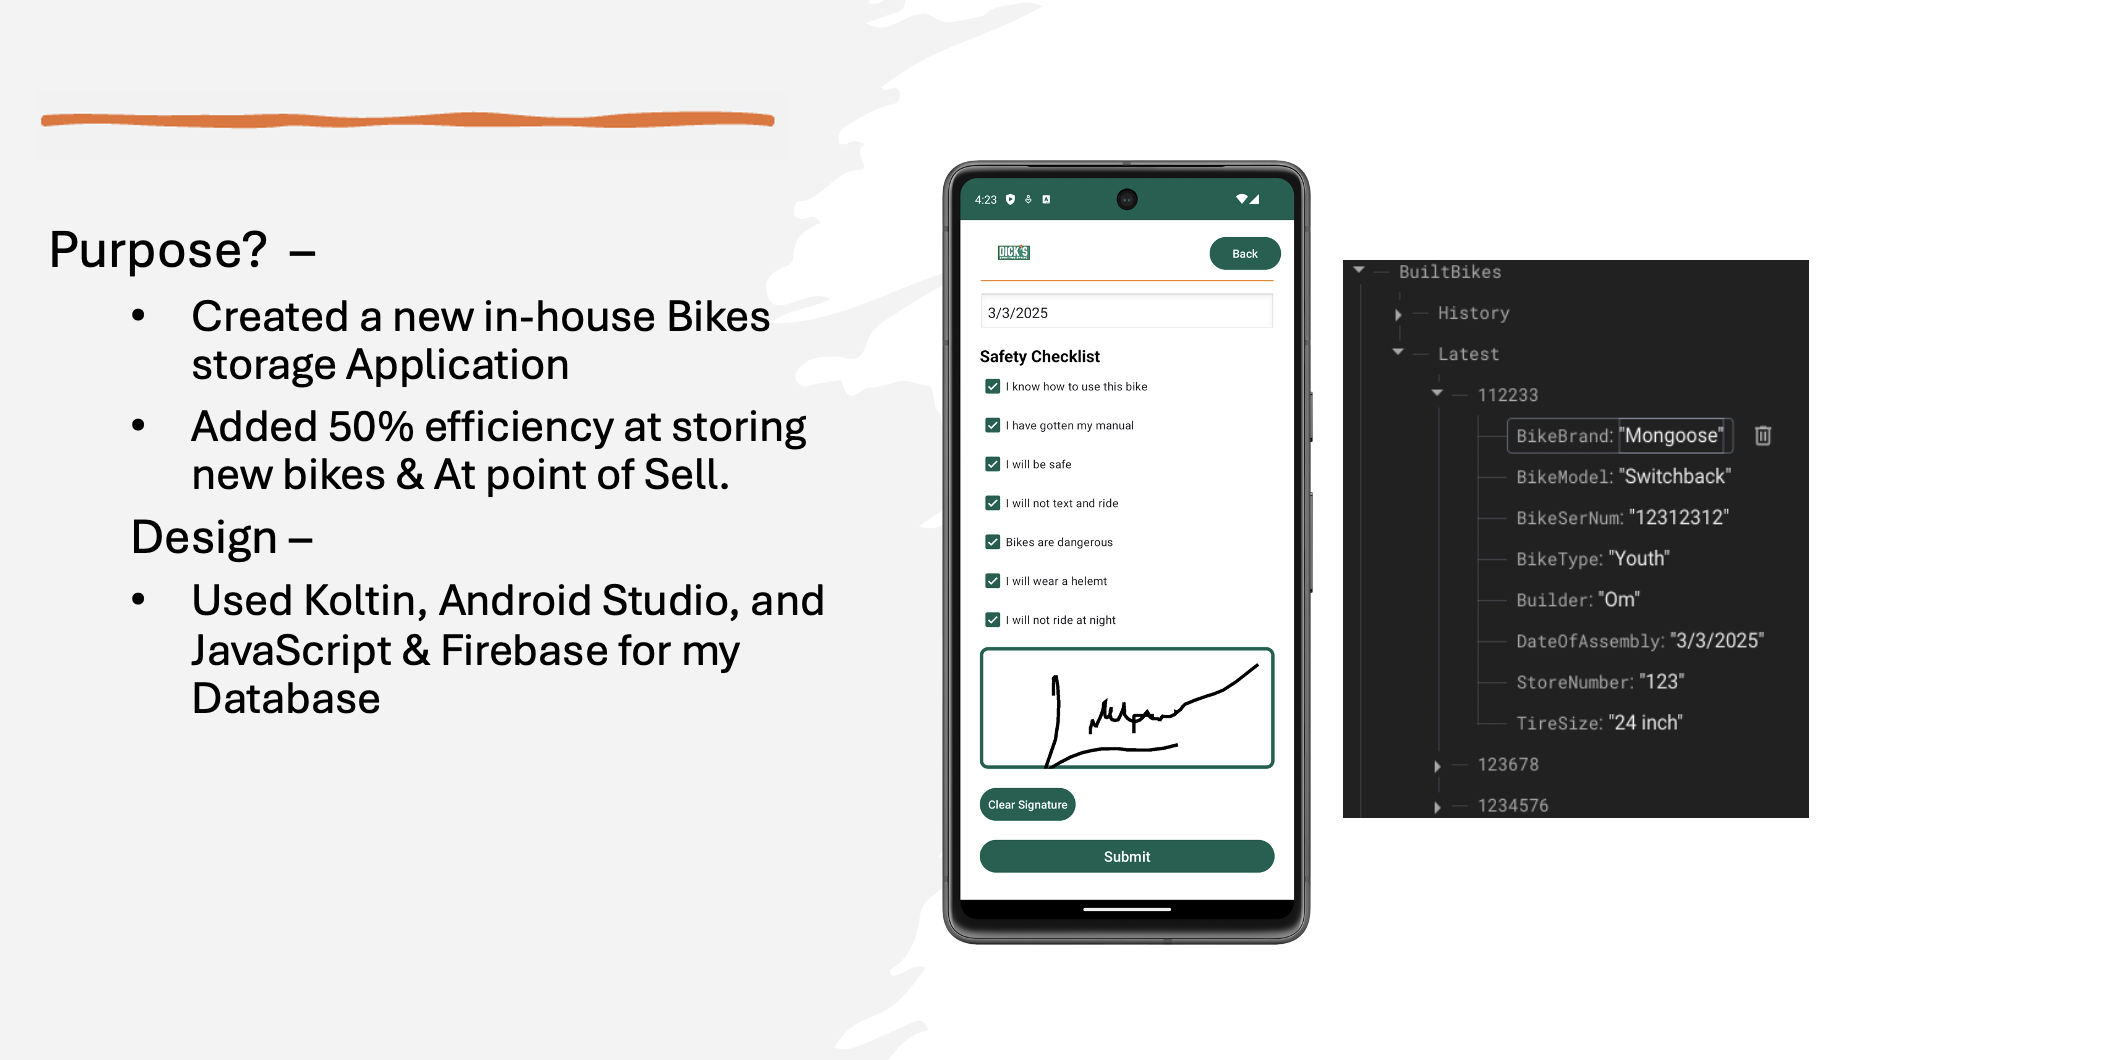 Purpose? –
• Created a new in-house Bikes
storage Application
• Added 50% efficiency at storing
new bikes & At point of Sell.
Design –
• Used Koltin, Android Studio, and
JavaScript & Firebase for my
Database
4:23
DICK'S
Back
3/3/2025
Safety Checklist
I know how to use this bike
I have gotten my manual
I will be safe
I will not text and ride
Bikes are dangerous
I will wear a helemt
I will not ride at night
Clear Signature
Submit
BuiltBikes
History
Latest
112233
BikeBrand: "Mongoose"
BikeModel: "Switchback"
BikeSerNum: "12312312"
BikeType: "Youth"
Builder: "Om"
DateOfAssembly: "3/3/2025"
StoreNumber: "123"
TireSize: "24 inch"
123678
1234576